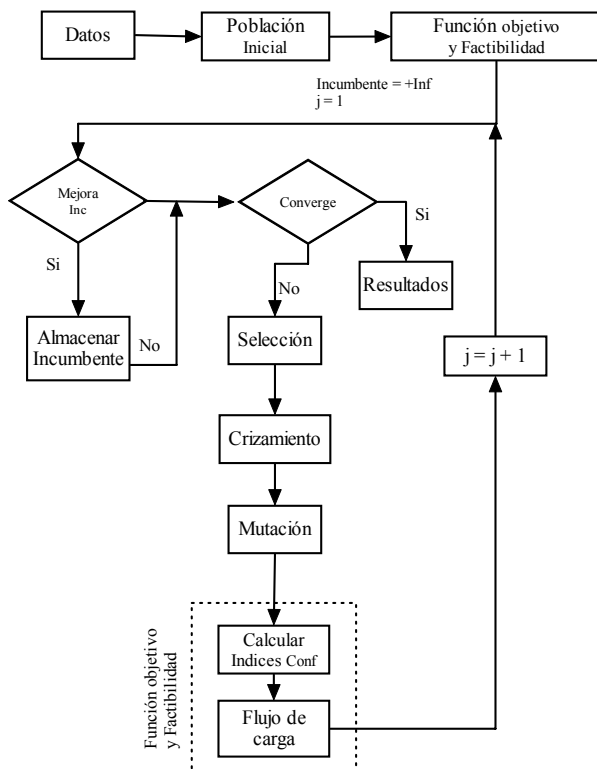 Datos
Población
Inicial
Función objetivo
y Factibilidad
Incumbente = +Inf
j = 1
Mejora
Inc
Converge
Si
Si
Resultados
No
Almacenar
Incumbente
No
Selección
j = j + 1
Crizamiento
Mutación
Función objetivo
y Factibilidad
Calcular
Indices Conf
Flujo de
carga